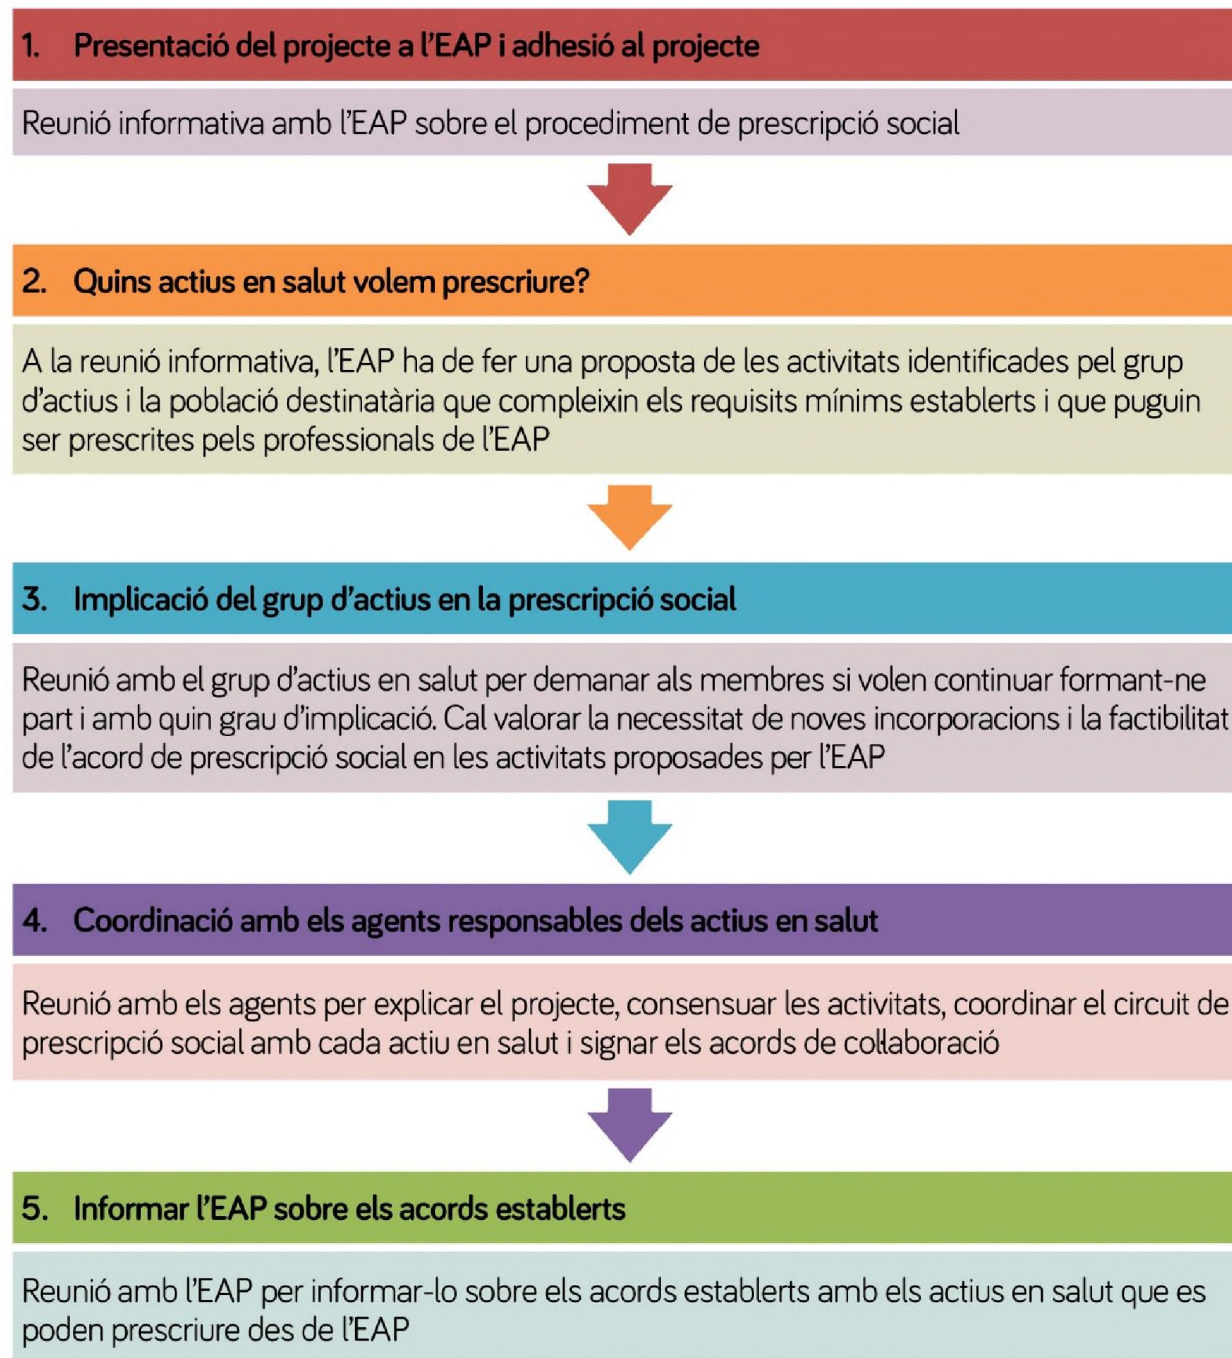 1. Presentació del projecte a l’EAP i adhesió al projecte
Reunió informativa amb l’EAP sobre el procediment de prescripció social
2. Quins actius en salut volem prescriure?
A la reunió informativa, l’EAP ha de fer una proposta de les activitats identificades pel grup
d’actius i la població destinatària que compleixin els requisits mínims establerts i que puguin
ser prescrites pels professionals de l’EAP
3. Implicació del grup d’actius en la prescripció social
Reunió amb el grup d’actius en salut per demanar als membres si volen continuar formant-ne
part i amb quin grau d’implicació. Cal valorar la necessitat de noves incorporacions i la factibilitat
de l’acord de prescripció social en les activitats proposades per l’EAP
4. Coordinació amb els agents responsables dels actius en salut
Reunió amb els agents per explicar el projecte, consensuar les activitats, coordinar el circuit de
prescripció social amb cada actiu en salut i signar els acords de col·laboració
5. Informar l’EAP sobre els acords establerts
Reunió amb l’EAP per informar-lo sobre els acords establerts amb els actius en salut que es
poden prescriure des de l’EAP